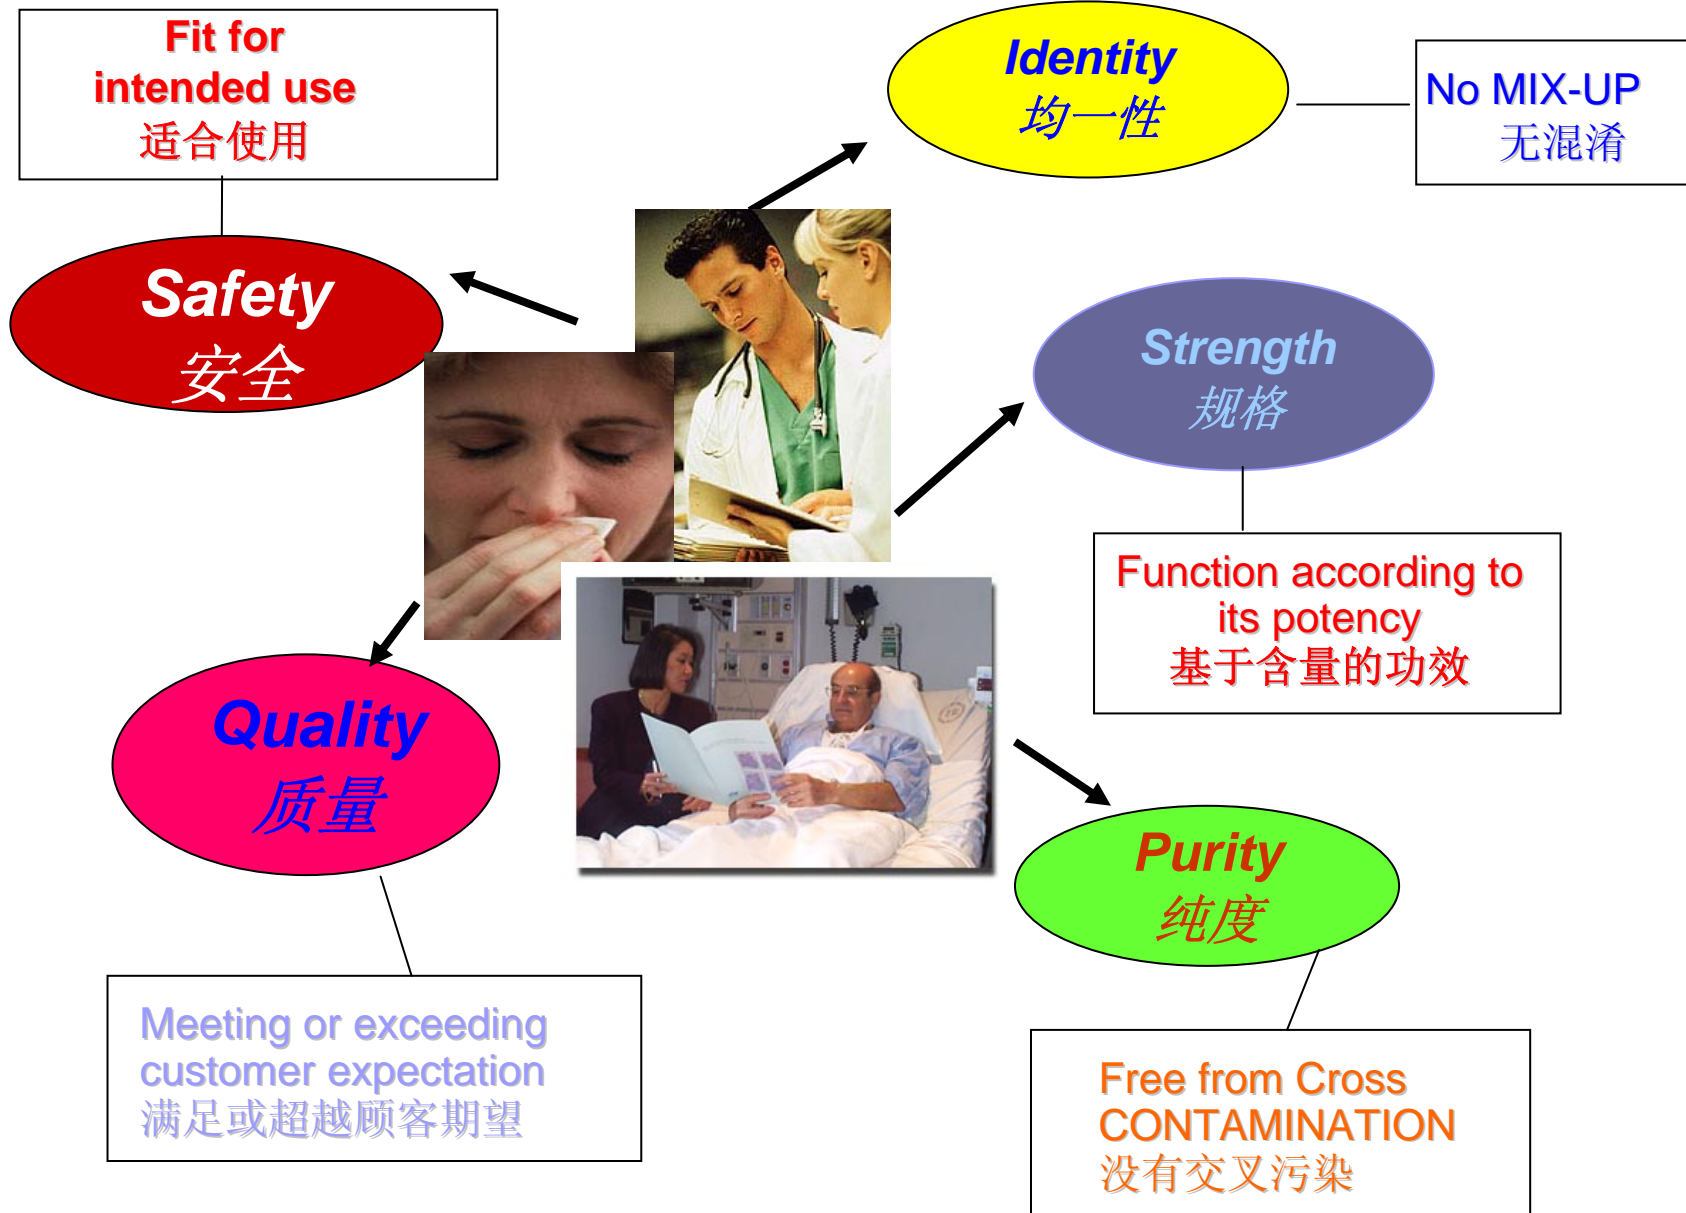 Fit for
intended use
适合使用
Safety
安全
Identity
均一性
No MIX-UP
无混淆
Strength
规格
Function according to
its potency
基于含量的功效
Quality
质量
Meeting or exceeding
customer expectation
满足或超越顾客期望
Purity
纯度
Free from Cross
CONTAMINATION
没有交叉污染